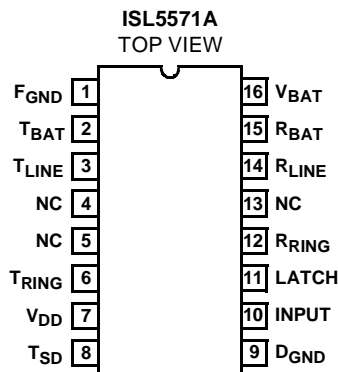 ISL5571A
TOP VIEW
FGND 1 16 VBAT
TBAT 2 15 RBAT
TLINE 3 14 RLINE
NC 4 13 NC
NC 5 12 RRING
TRING 6 11 LATCH
VDD 7 10 INPUT
TSD 8 9 DGND